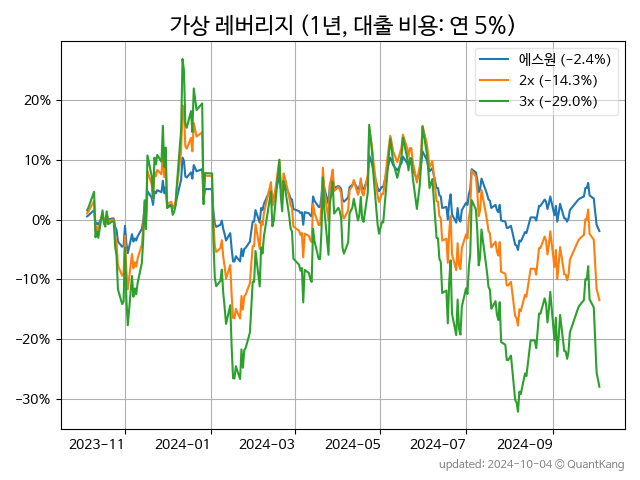 가상 레버리지 (1년, 대출 비용: 연 5%)
에스원 (−2.4%)
2x (−14.3%)
3x (−29.0%)
20%
10%
0%
−10%
−20%
−30%
2023-11
2024-01
2024-03
2024-05
2024-07
2024-09
updated: 2024-10-04 © QuantKang